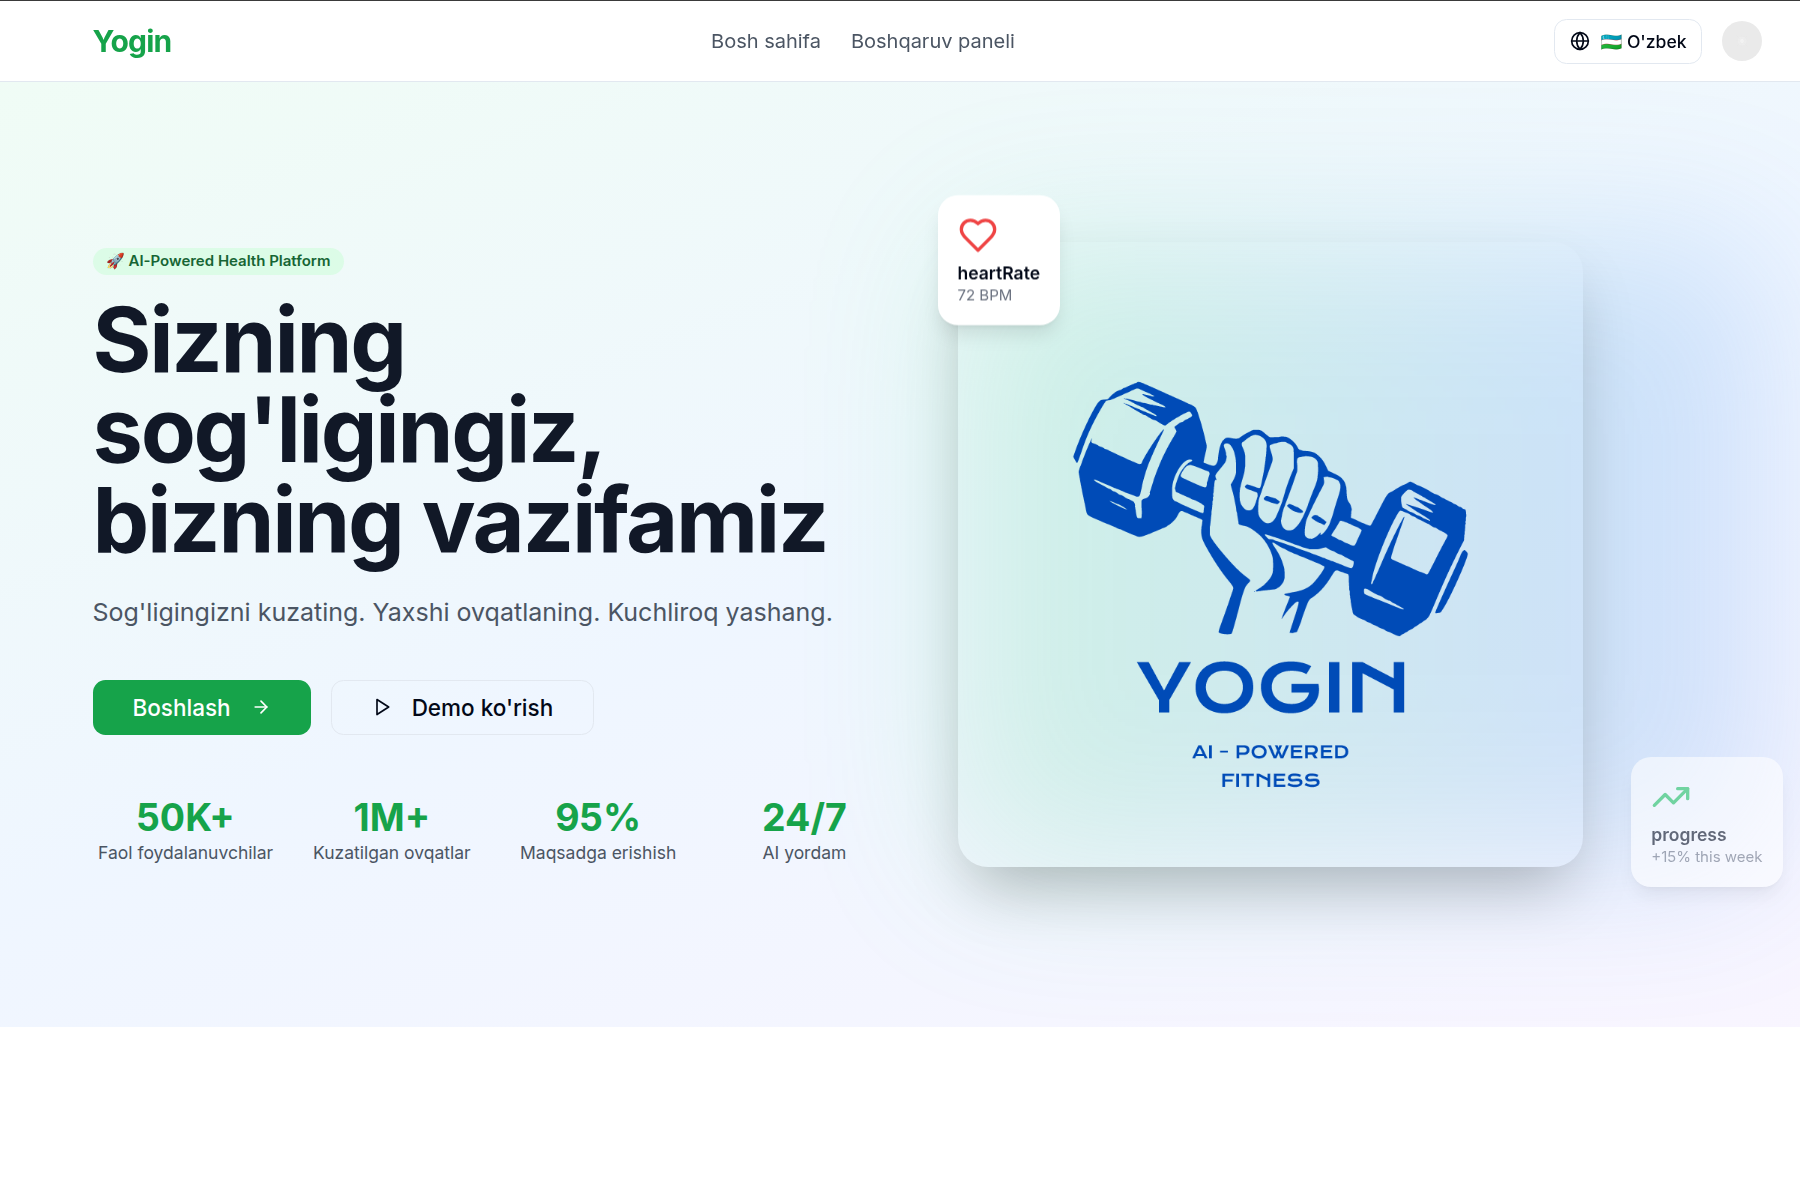 Yogin
Bosh sahifa
Boshqaruv paneli
🇺🇿 O'zbek
🚀 AI-Powered Health Platform
Sizning
sog'ligingiz,
bizning vazifamiz
Sog'ligingizni kuzating. Yaxshi ovqatlaning. Kuchliroq yashang.
Boshlash
Demo ko'rish
50K+
Faol foydalanuvchilar
1M+
Kuzatilgan ovqatlar
95%
Maqsadga erishish
24/7
AI yordam
heartRate
72 BPM
YOGIN
AI - POWERED
FITNESS
progress
+15% this week